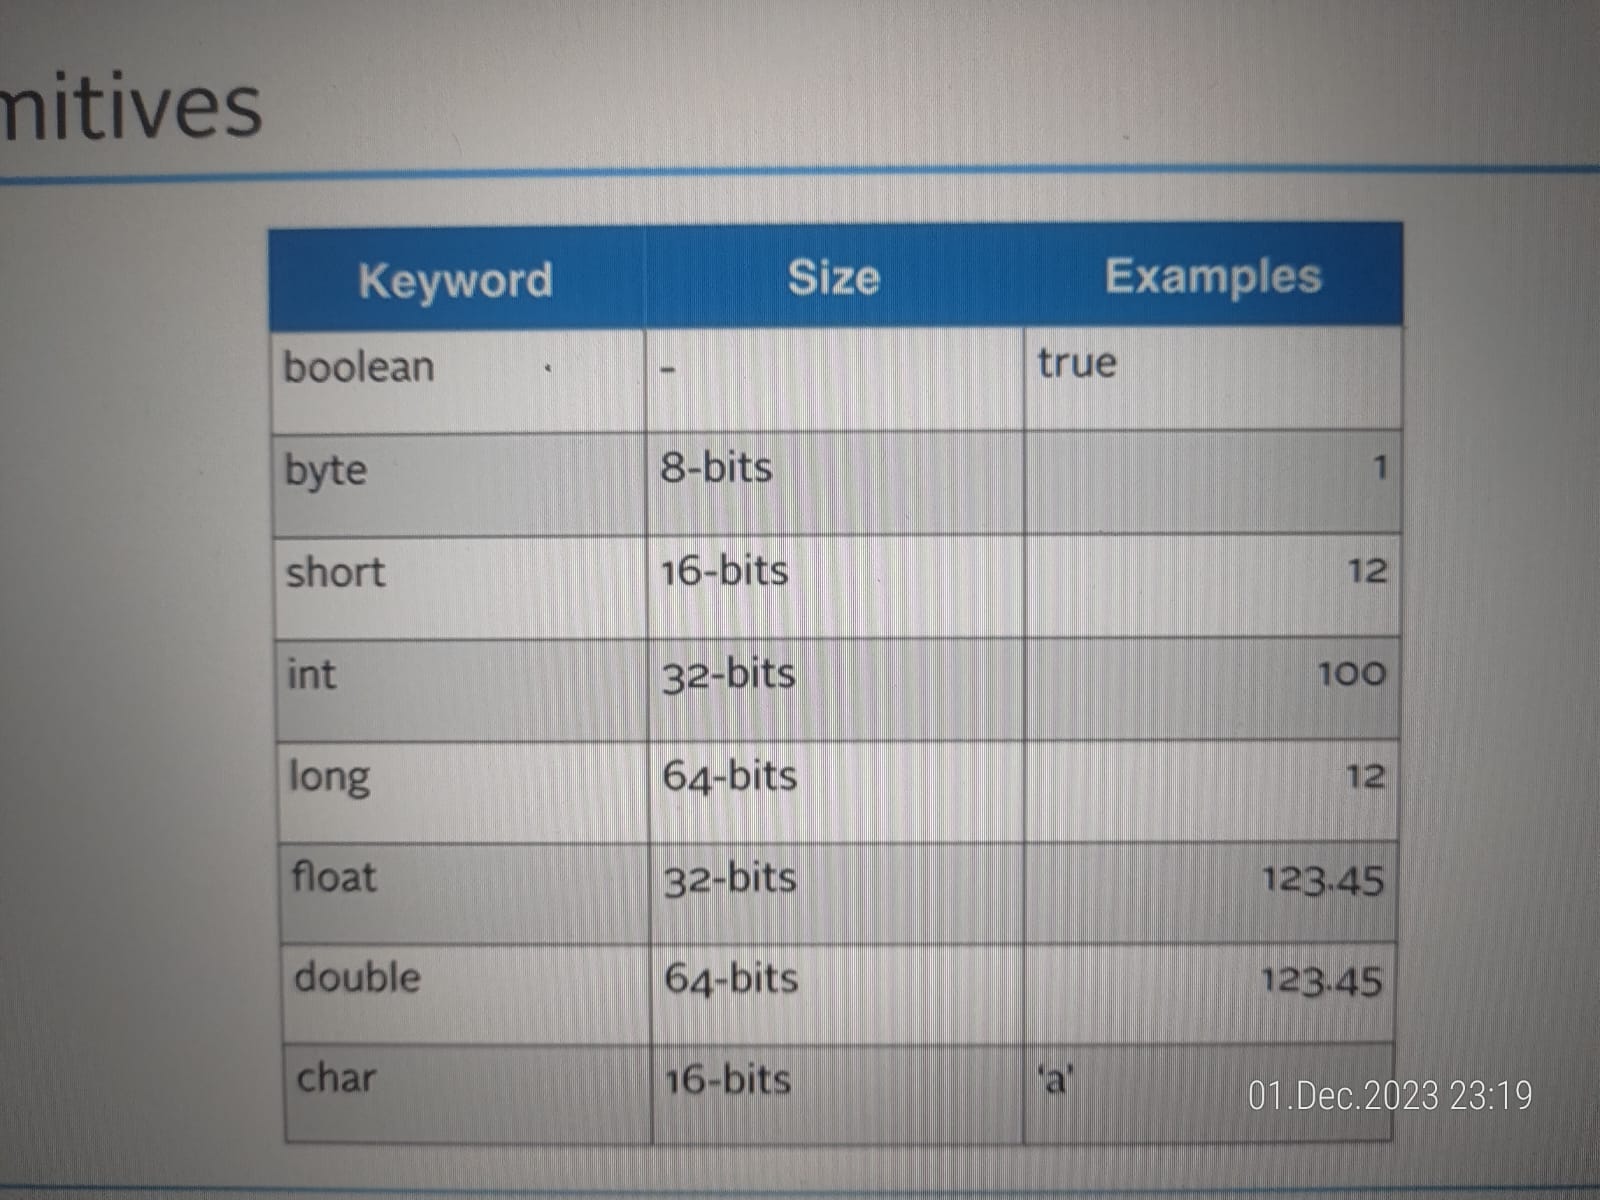 mitives
Keyword Size Examples
boolean - true
byte 8-bits 1
short 16-bits 12
int 32-bits 100
long 64-bits 12
float 32-bits 123.45
double 64-bits 123.45
char 16-bits 'a'
01.Dec.2023 23:19